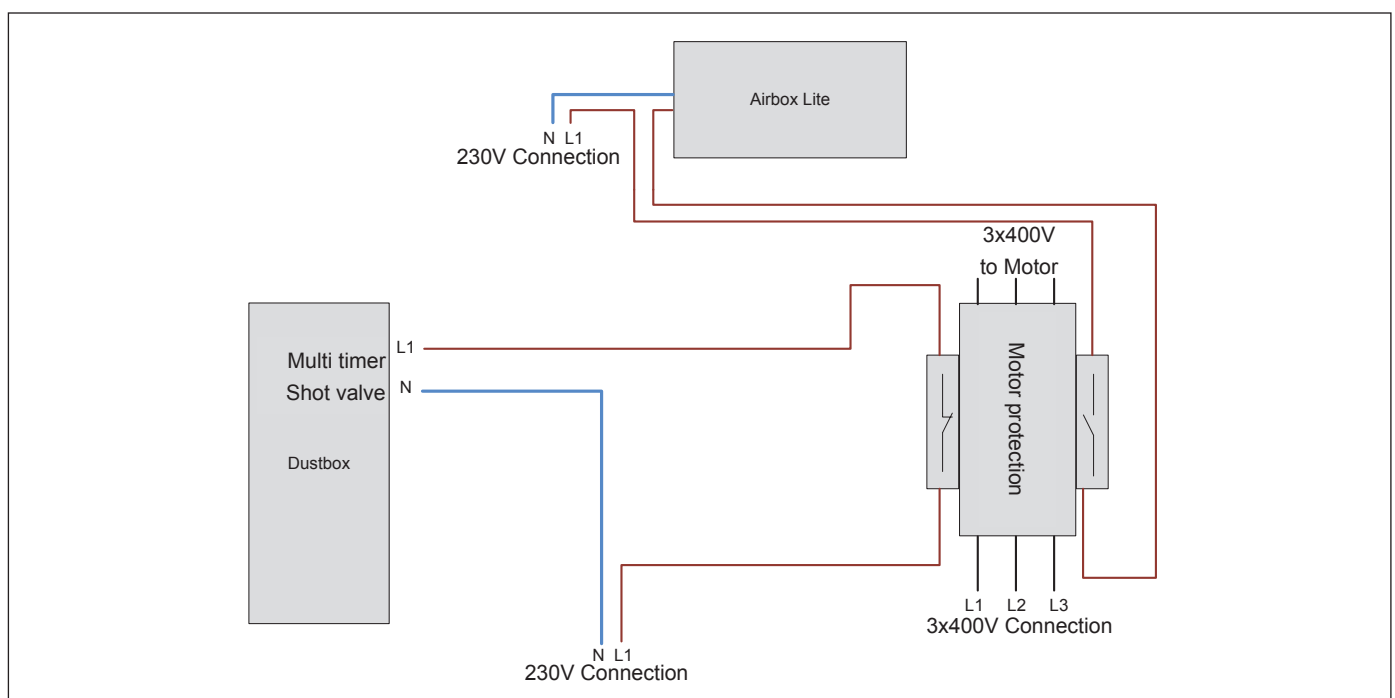 Airbox Lite
N L1
230V Connection
3x400V
to Motor
Multi timer L1
Shot valve N
Dustbox
Motor protection
L1 L2 L3
3x400V Connection
N L1
230V Connection